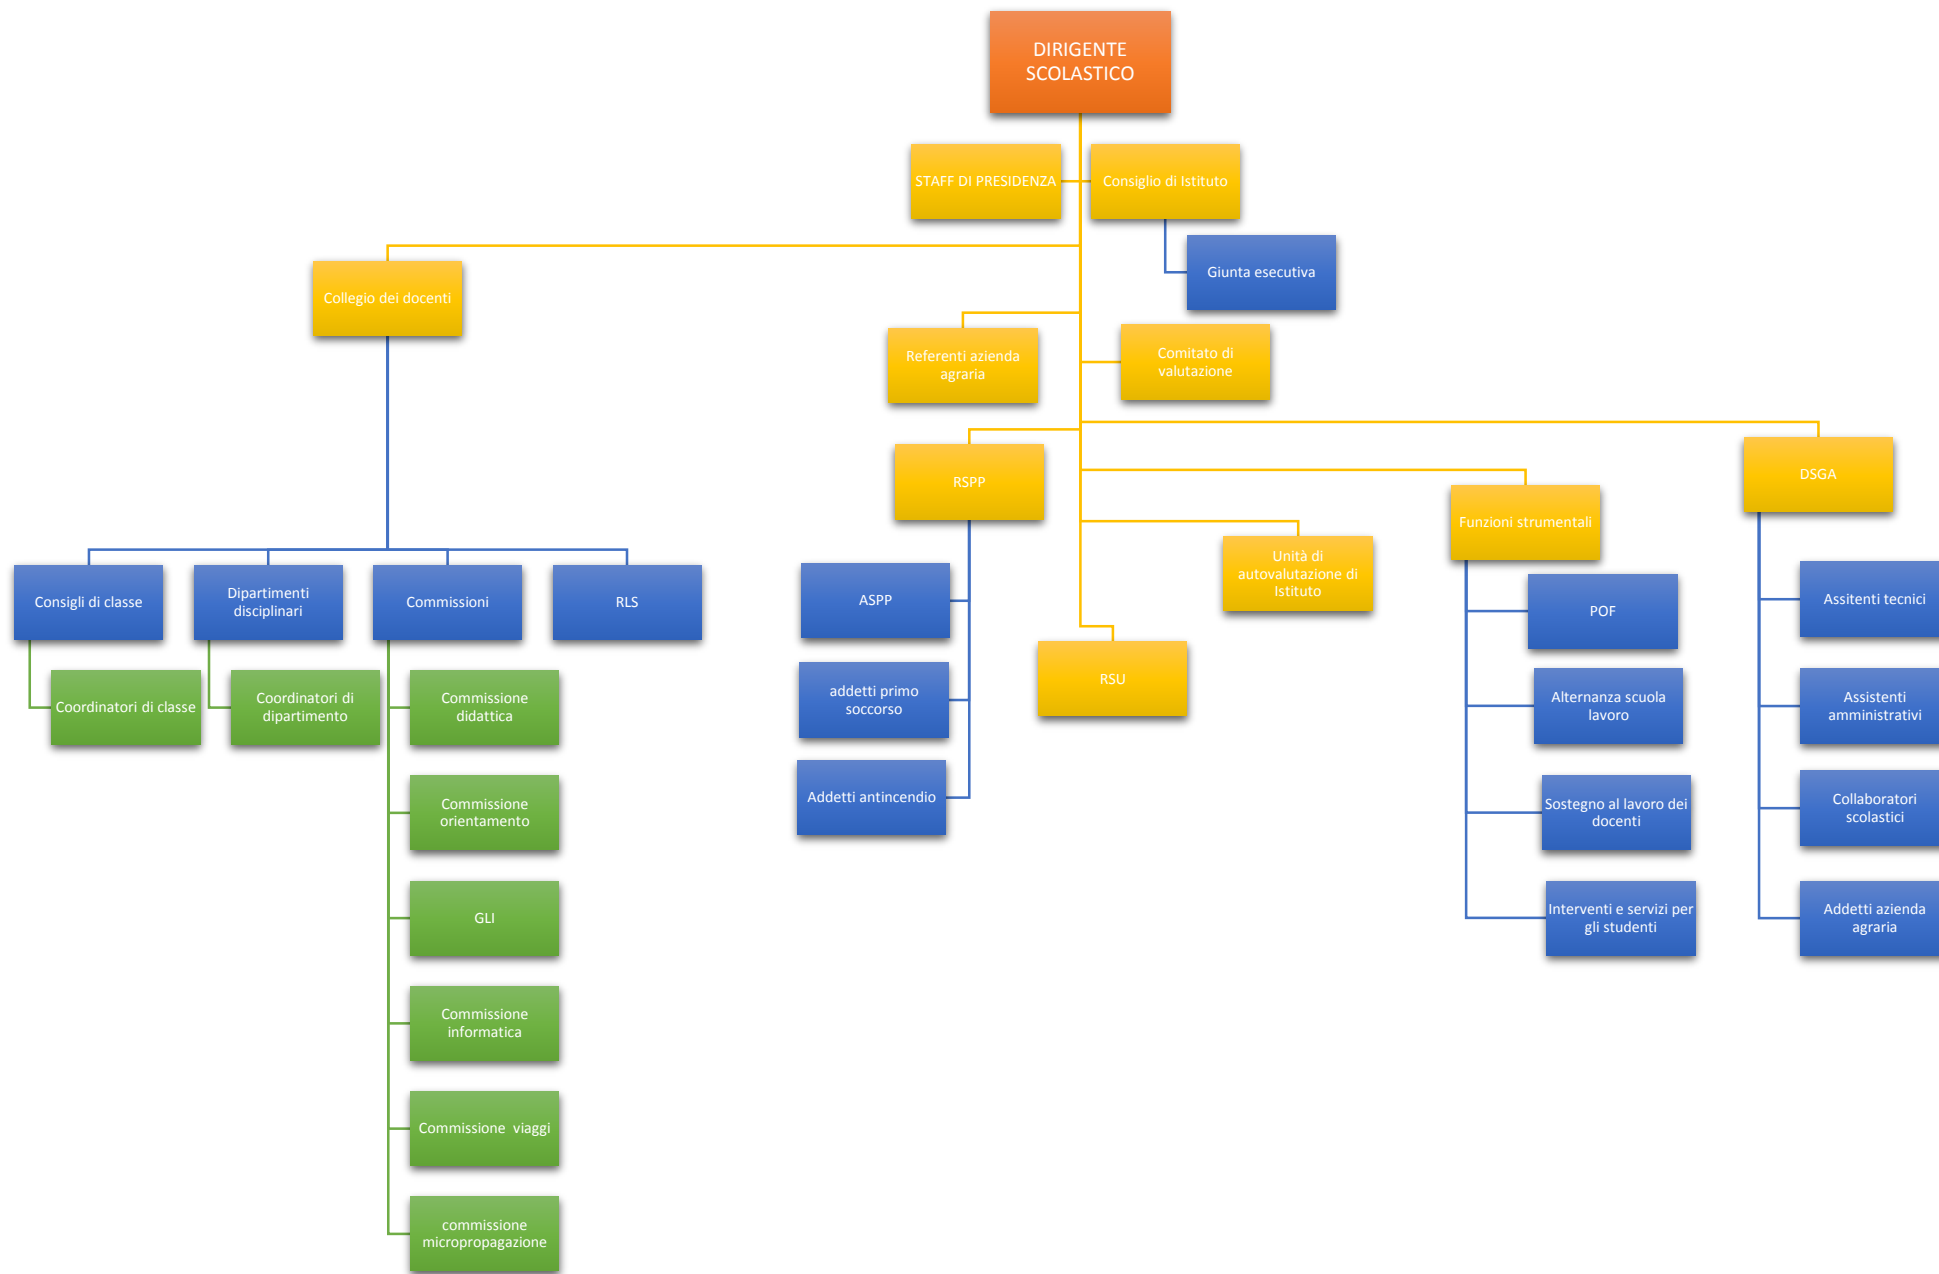 DIRIGENTE
SCOLASTICO
STAFF DI PRESIDENZA
Consiglio di Istituto
Giunta esecutiva
Collegio dei docenti
Referenti azienda
agraria
Comitato di
valutazione
RSPP
DSGA
Funzioni strumentali
Unità di
autovalutazione di
Istituto
RSU
Consigli di classe
Dipartimenti
disciplinari
Commissioni
RLS
Coordinatori di classe
Coordinatori di
dipartimento
Commissione
didattica
Commissione
orientamento
GLI
Commissione
informatica
Commissione  viaggi
commissione
micropropagazione
ASPP
addetti primo
soccorso
Addetti antincendio
POF
Alternanza scuola
lavoro
Sostegno al lavoro dei
docenti
Interventi e servizi per
gli studenti
Assitenti tecnici
Assistenti
amministrativi
Collaboratori
scolastici
Addetti azienda
agraria